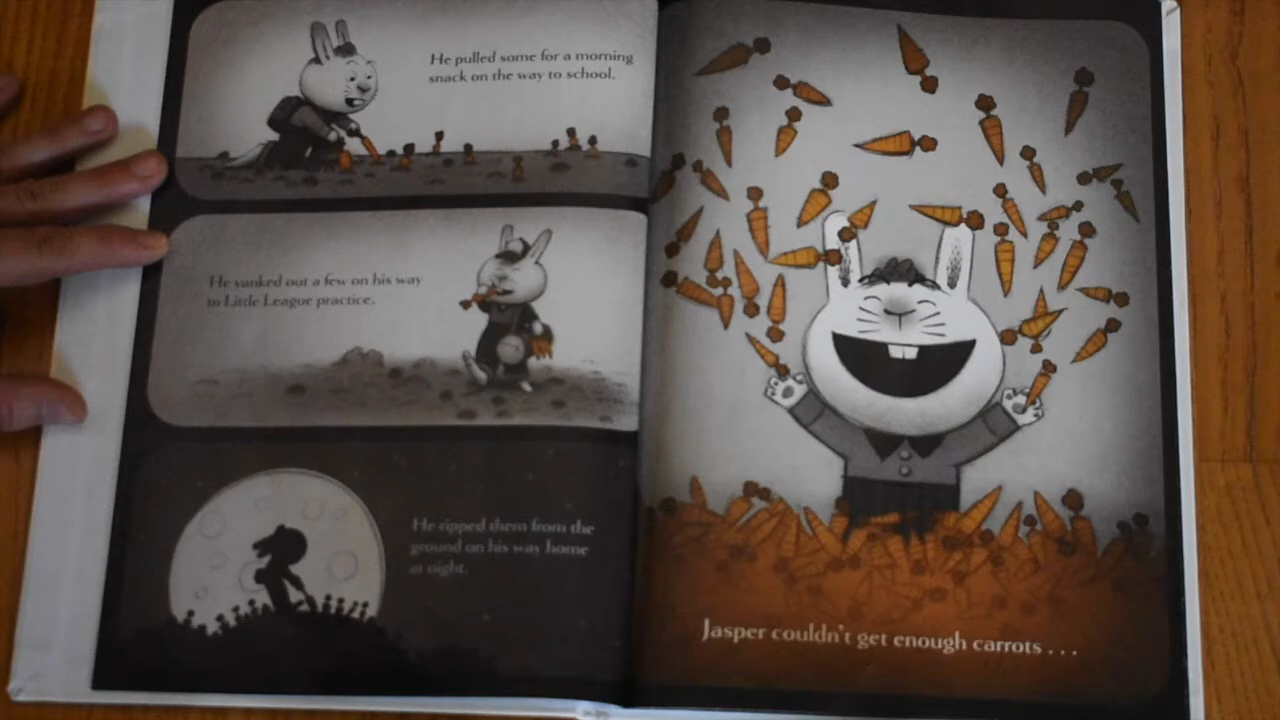 He pulled some for a morning
snack on the way to school.
He yanked out a few on his way
to Little League practice.
He ripped them from the
ground on his way home
at night.
Jasper couldn't get enough carrots . . .